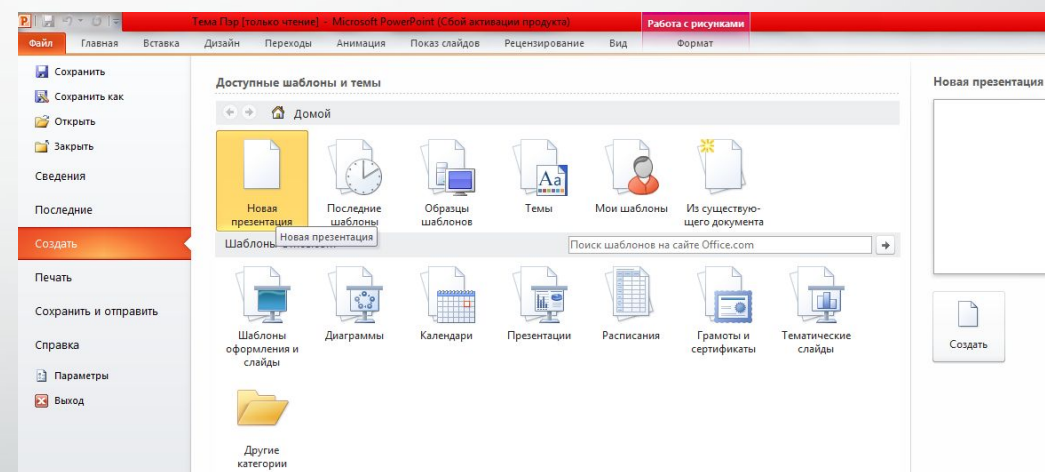 Тема Пэр [только чтение] - Microsoft PowerPoint (Сбой активации продукта)
Работа с рисунками
Файл Главная Вставка Дизайн Переходы Анимация Показ слайдов Рецензирование Вид Формат
Сохранить
Сохранить как
Открыть
Закрыть
Сведения
Последние
Создать
Печать
Сохранить и отправить
Справка
Параметры
Выход
Доступные шаблоны и темы
Домой
Новая
презентация
Последние
шаблоны
Образцы
шаблонов
Темы
Мои шаблоны
Из существую-
щего документа
Новая презентация
Шаблоны
Поиск шаблонов на сайте Office.com
Шаблоны
оформления и
слайды
Диаграммы
Календари
Презентации
Расписания
Грамоты и
сертификаты
Тематические
слайды
Другие
категории
Новая презентация
Создать